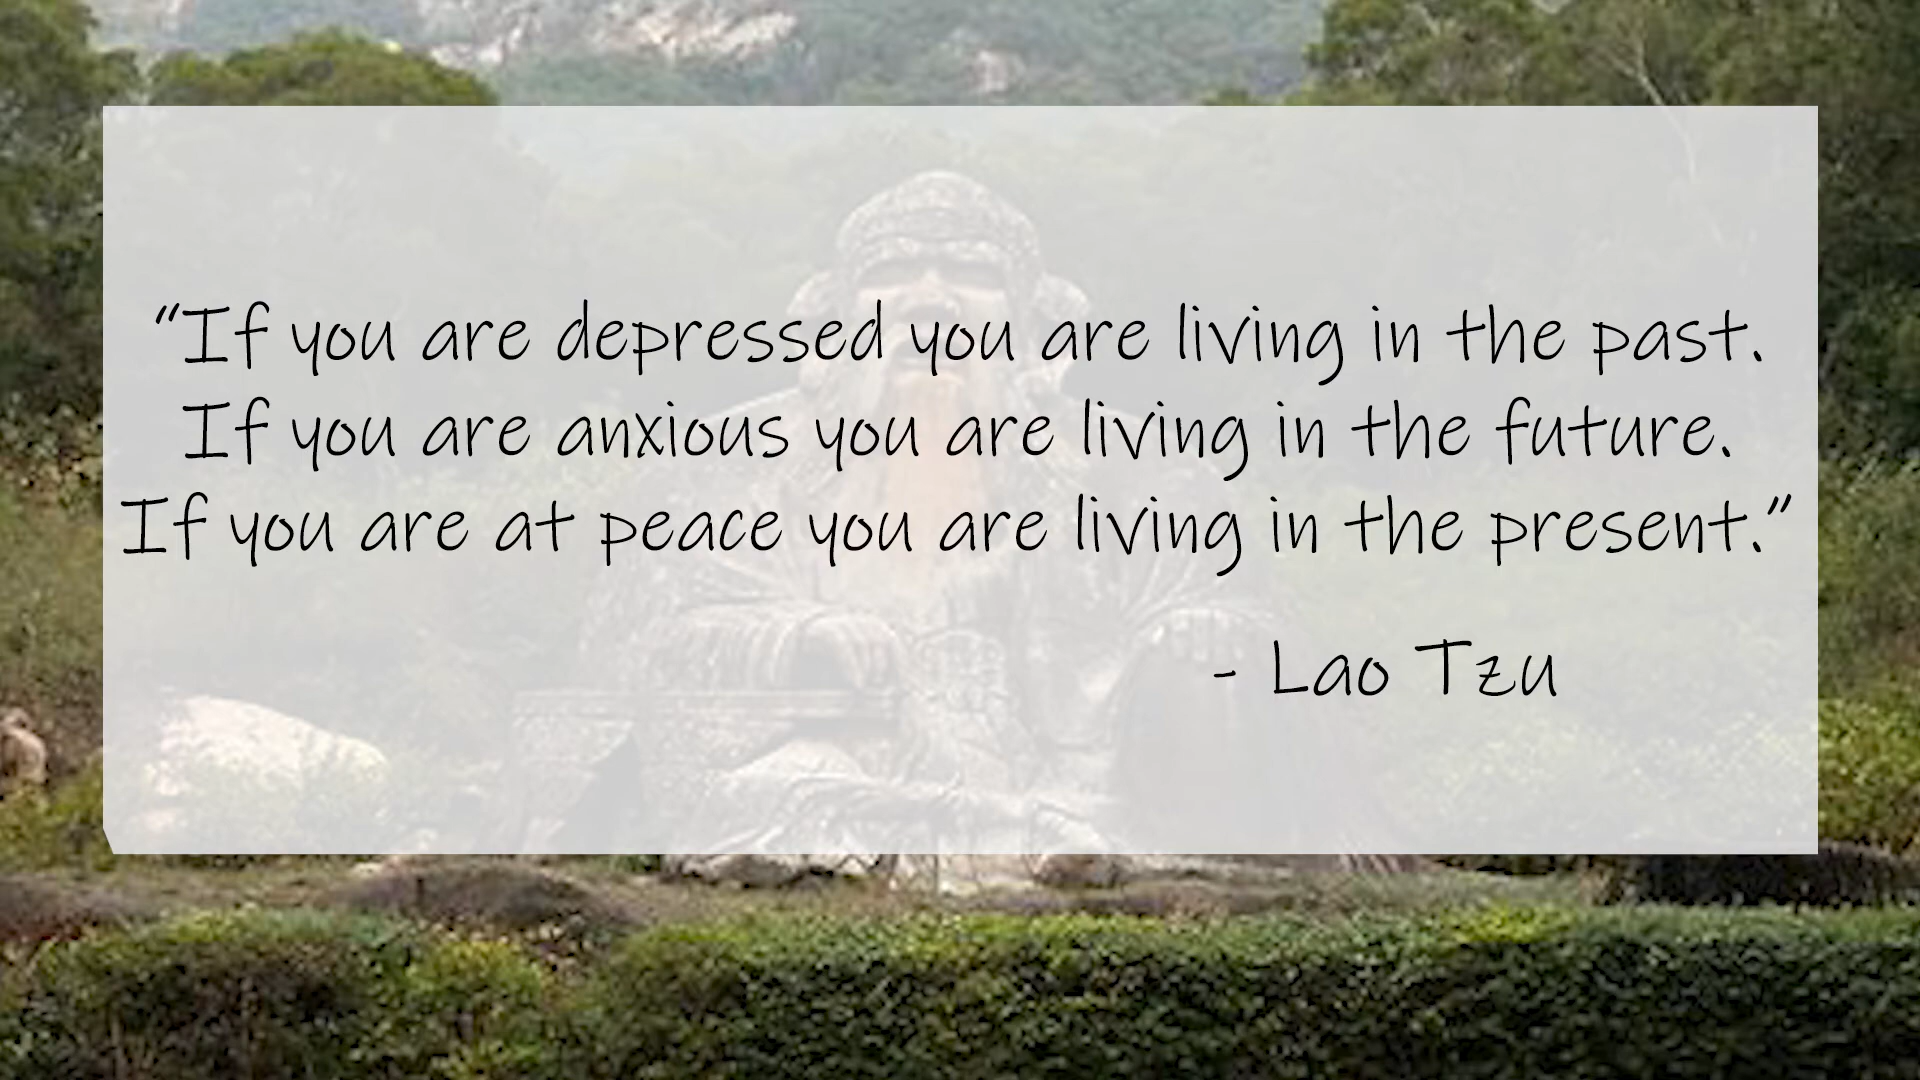 “If you are depressed you are living in the past.
If you are anxious you are living in the future.
If you are at peace you are living in the present.”
- Lao Tzu